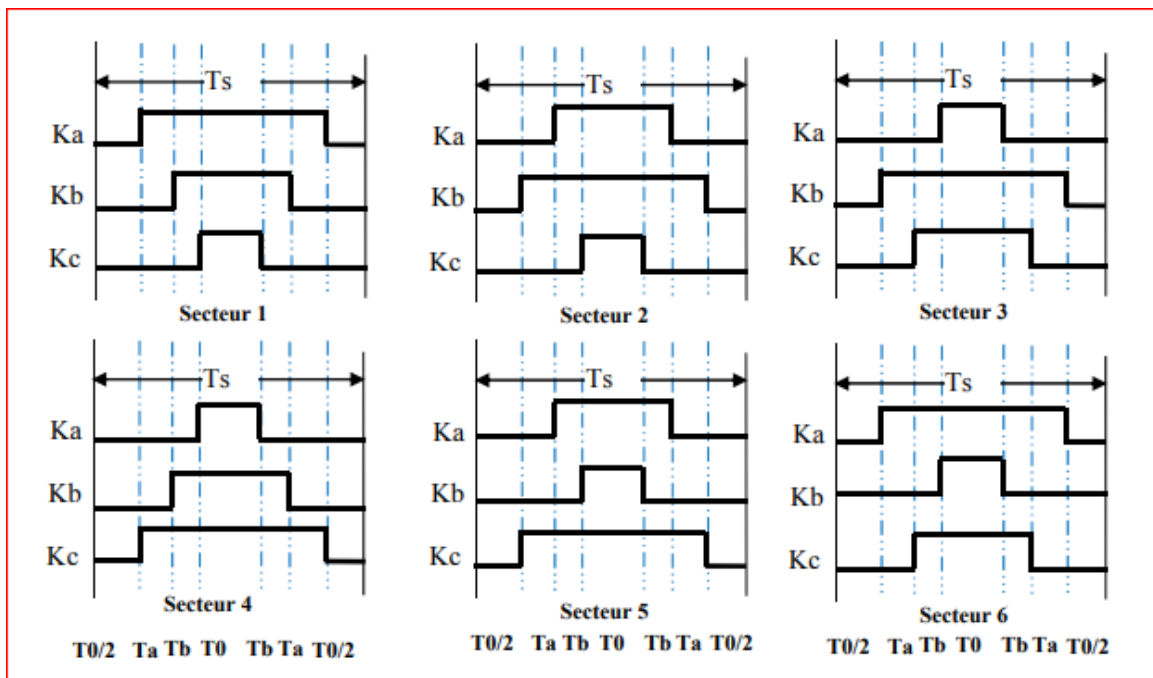 Ts Ts Ts
Ka Ka Ka
Kb Kb Kb
Kc Kc Kc
Secteur 1 Secteur 2 Secteur 3
Ts Ts Ts
Ka Ka Ka
Kb Kb Kb
Kc Kc Kc
Secteur 4 Secteur 5 Secteur 6
T0/2 Ta Tb T0 Tb Ta T0/2 T0/2 Ta Tb T0 Tb Ta T0/2 T0/2 Ta Tb T0 Tb Ta T0/2